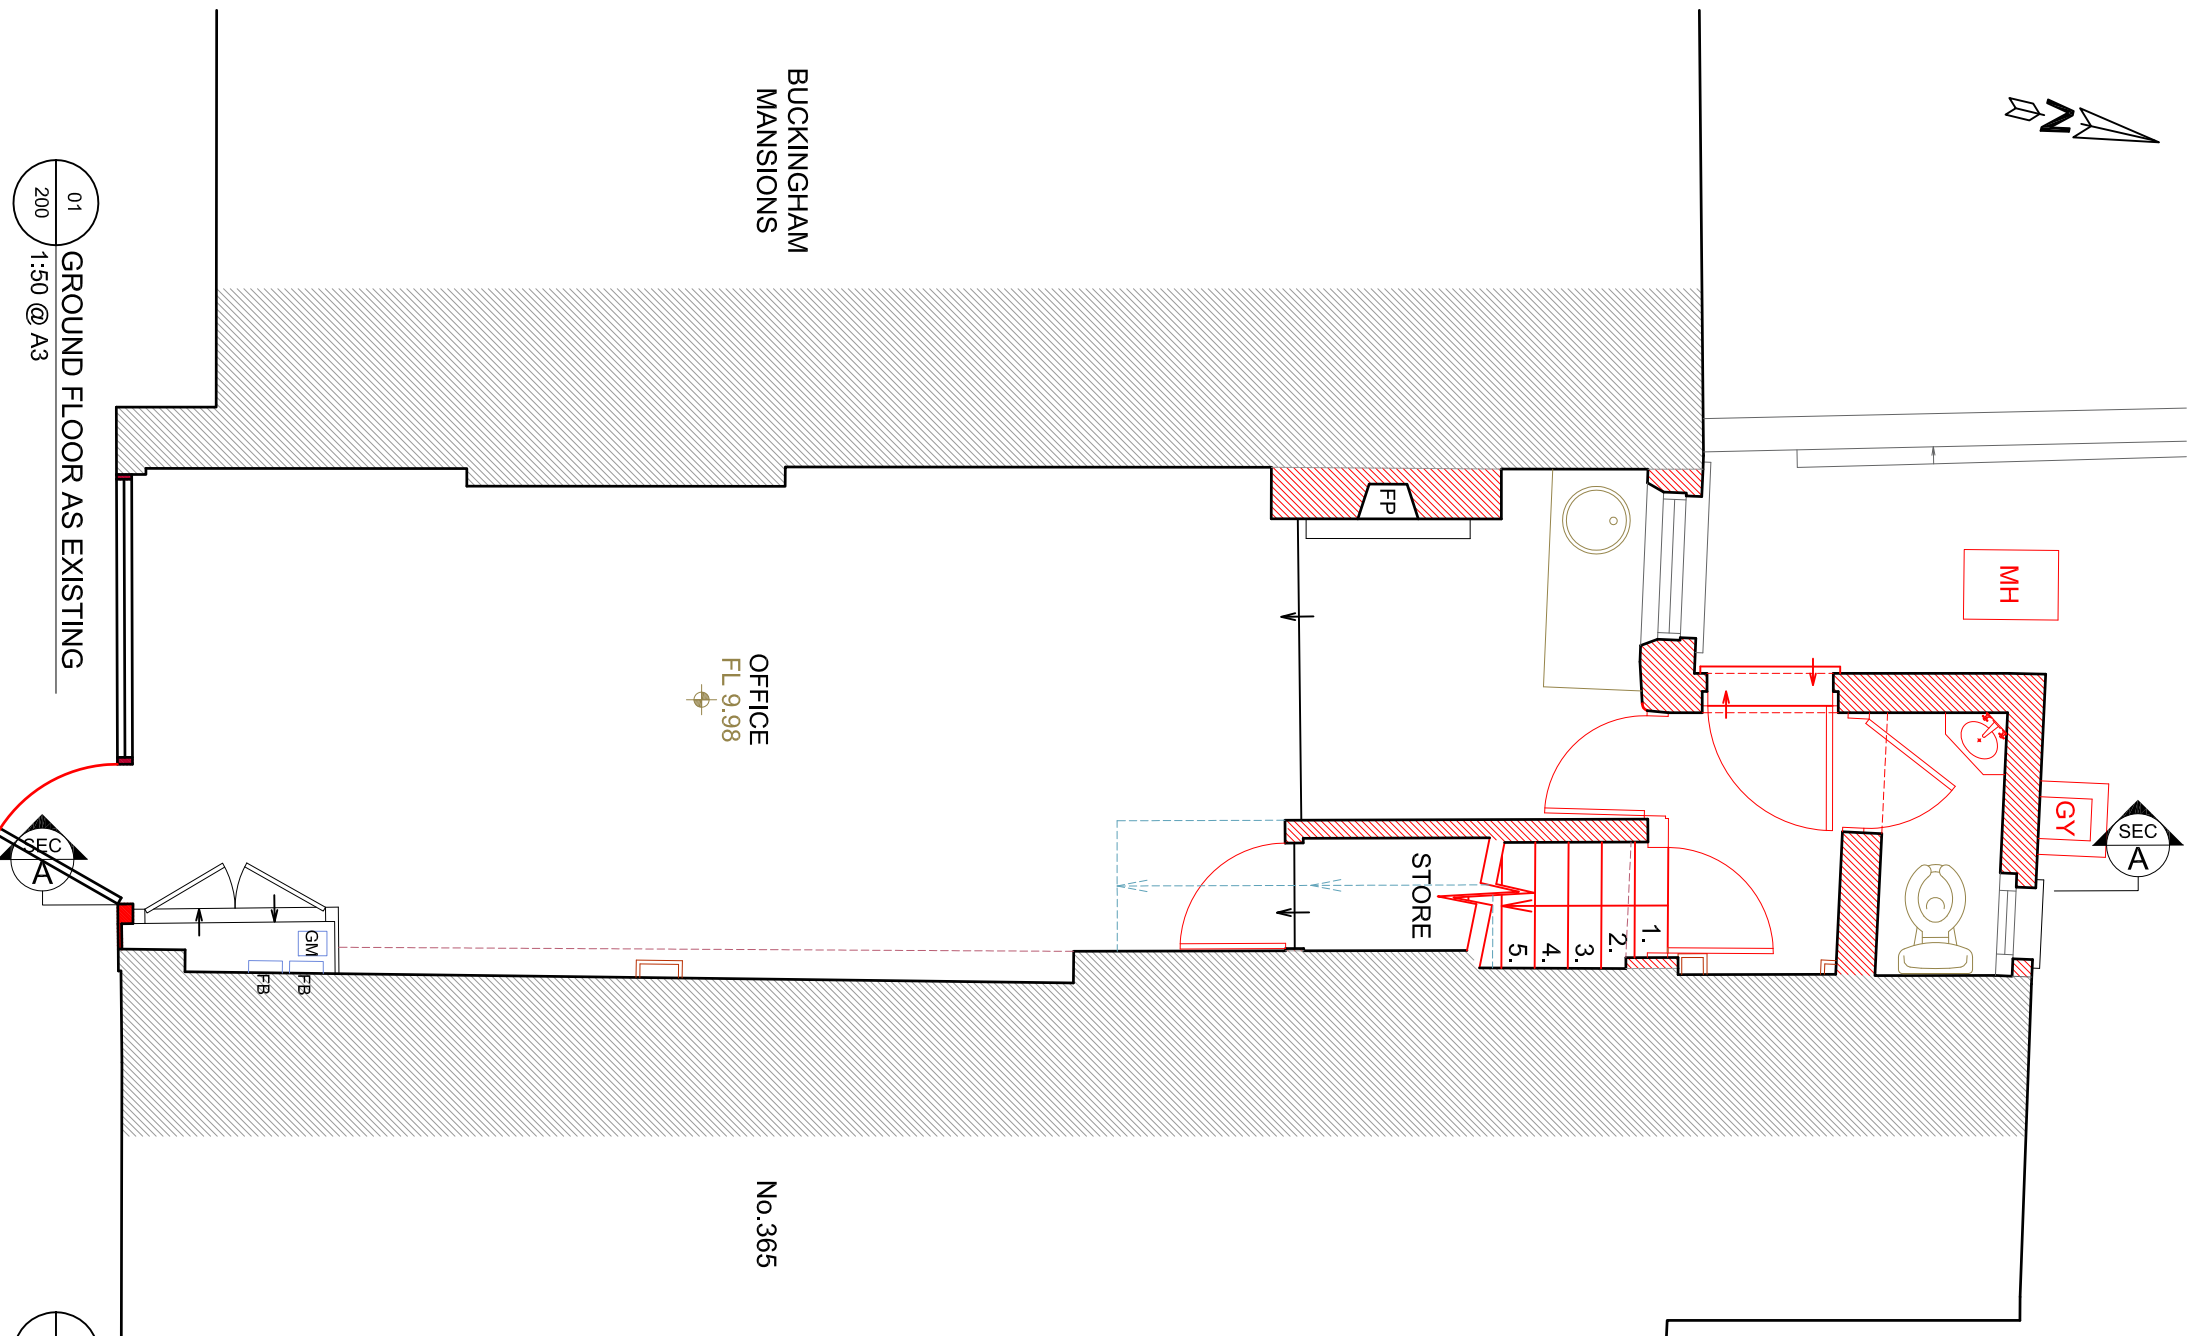 BUCKINGHAM
MANSIONS
N
01
200
GROUND FLOOR AS EXISTING
1:50 @ A3
FP
MH
OFFICE
FL 9.98
GY
SEC
A
SEC
A
STORE
1.
2.
3.
4.
5.
GM
FB
FB
No.365